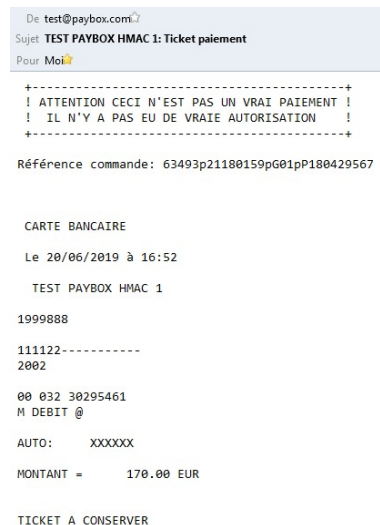 De test@paybox.com
Sujet TEST PAYBOX HMAC 1: Ticket paiement
Pour Moi
+-------------------------------------------+
! ATTENTION CECI N'EST PAS UN VRAI PAIEMENT !
! IL N'Y A PAS EU DE VRAIE AUTORISATION !
+-------------------------------------------+
Référence commande: 63493p21180159pG01pP180429567
CARTE BANCAIRE
Le 20/06/2019 à 16:52
TEST PAYBOX HMAC 1
1999888
111122-----------
2002
00 032 30295461
M DEBIT @
AUTO: XXXXXX
MONTANT = 170.00 EUR
TICKET A CONSERVER